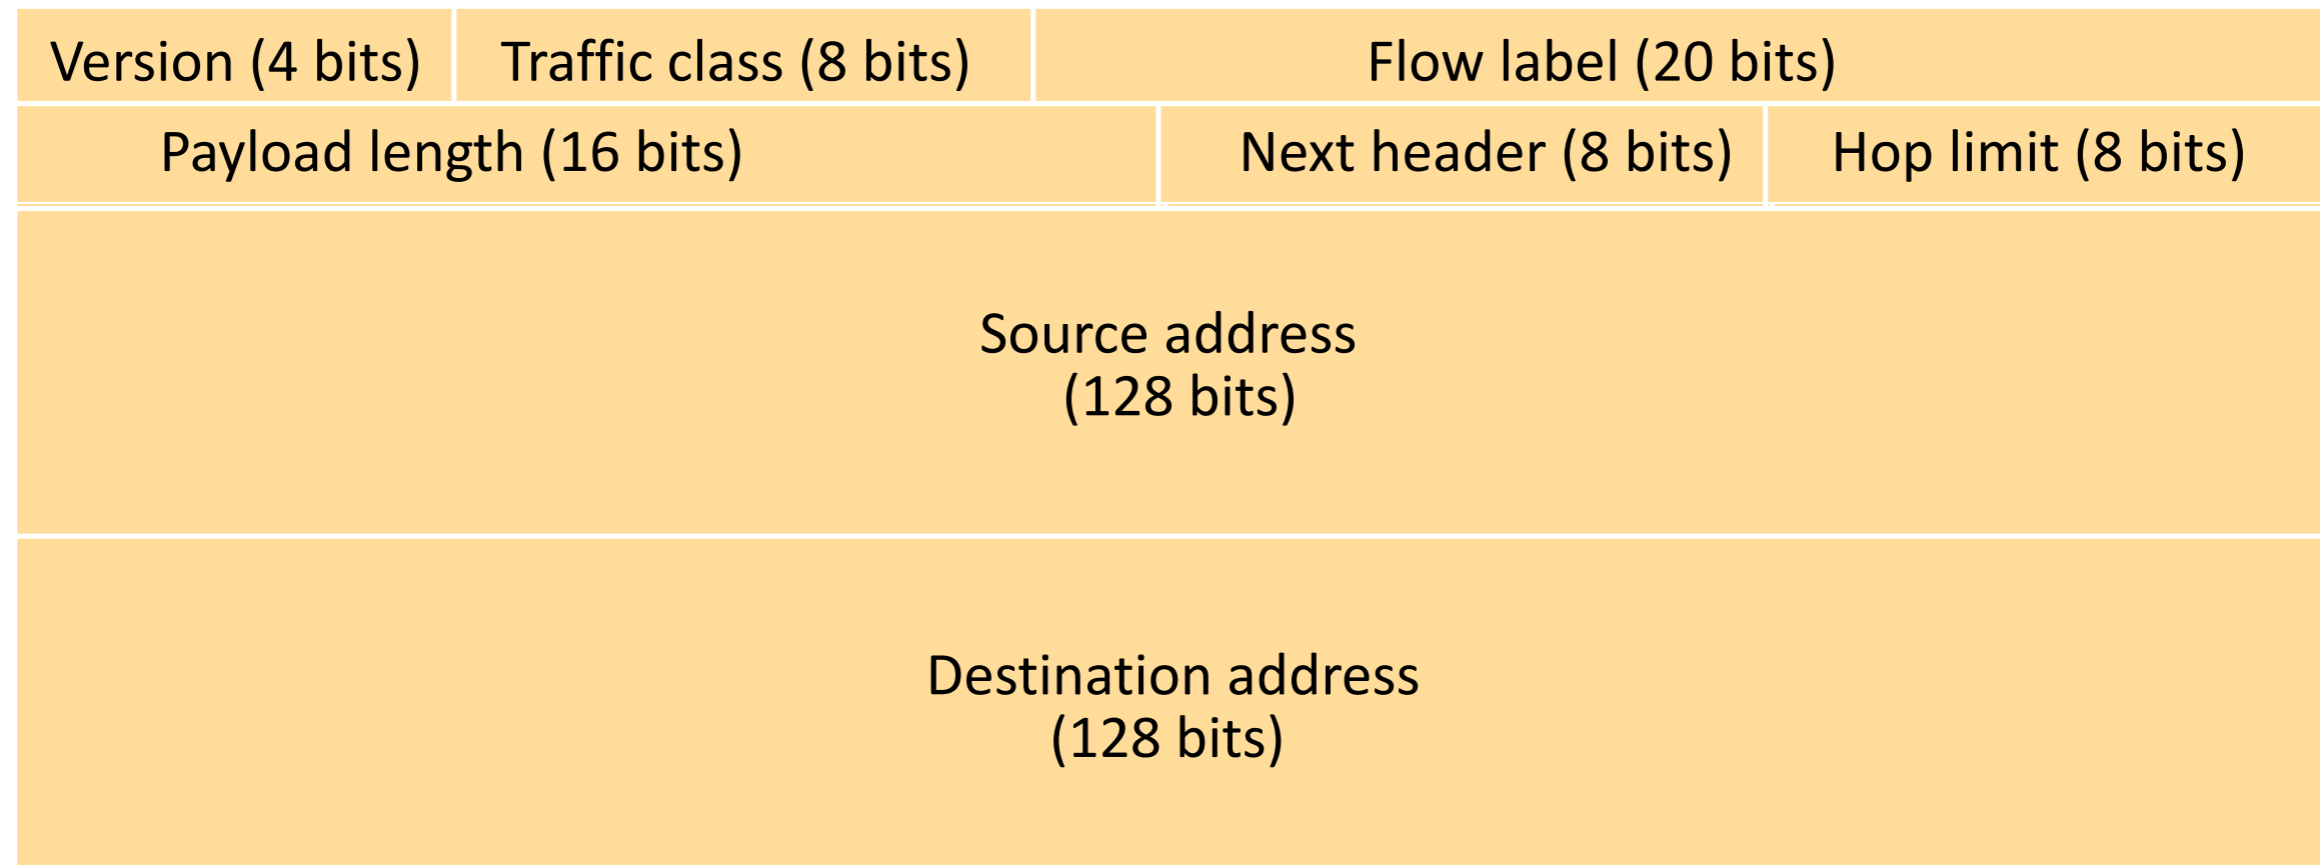 Version (4 bits) Traffic class (8 bits) Flow label (20 bits)
Payload length (16 bits) Next header (8 bits) Hop limit (8 bits)
Source address
(128 bits)
Destination address
(128 bits)